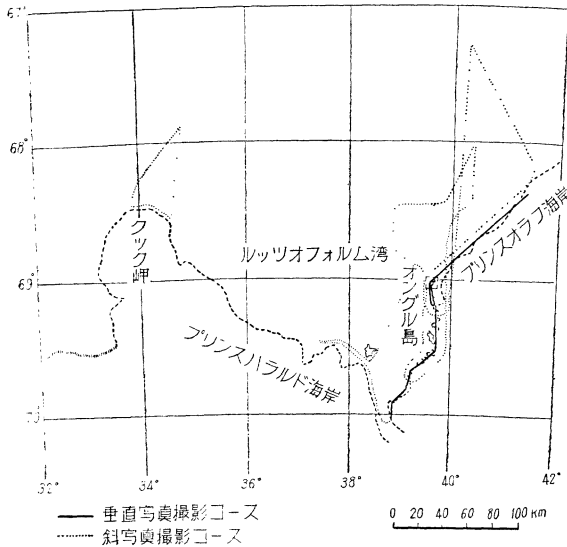 67°
68°
クック岬
ルッツオフォルム湾
プリンスオラフ海岸
オングル島
69°
プリンスハラルド海岸
34°
36°
38°
40°
42°
垂直写真撮影コース
斜写真撮影コース
0 20 40 60 80 100 KM